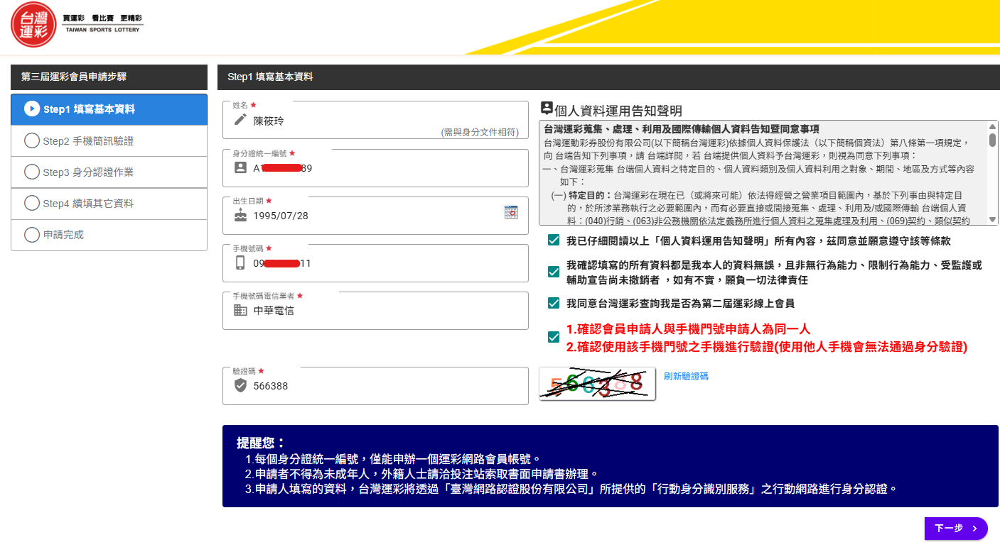 台灣運彩
買運彩 看比賽 更精彩
TAIWAN SPORTS LOTTERY
第三屆運彩會員申請步驟
Step1 填寫基本資料
Step2 手機簡訊驗證
Step3 身分認證作業
Step4 續填其它資料
申請完成
Step1 填寫基本資料
姓名 ★
陳筱玲
(需與身分文件相符)
身分證統一編號 ★
A1 89
出生日期 ★
1995/07/28
手機號碼 ★
09 11
手機號碼電信業者 ★
中華電信
驗證碼 ★
566388
個人資料運用告知聲明
台灣運彩蒐集、處理、利用及國際傳輸個人資料告知暨同意事項
台灣運動彩券股份有限公司(以下簡稱台灣運彩)依據個人資料保護法（以下簡稱個資法）第八條第一項規定，
向 台端告知下列事項，請 台端詳閱，若 台端提供個人資料予台灣運彩，則視為同意下列事項：
一、台灣運彩蒐集 台端個人資料之特定目的、個人資料類別及個人資料利用之對象、期間、地區及方式等內容
如下：
(一) 特定目的：台灣運彩在現在已（或將來可能）依法得經營之營業項目範圍內，基於下列事由與特定目
的，於所涉業務執行之必要範圍內，而有必要直接或間接蒐集、處理、利用及/或國際傳輸 台端個人資
料：(040)行銷、(063)非公務機關依法定義務所進行個人資料之蒐集處理及利用、(069)契約、類似契約
我已仔細閱讀以上「個人資料運用告知聲明」所有內容，茲同意並願意遵守該等條款
我確認填寫的所有資料都是我本人的資料無誤，且非無行為能力、限制行為能力、受監護或
輔助宣告尚未撤銷者 ，如有不實，願負一切法律責任
我同意台灣運彩查詢我是否為第二屆運彩線上會員
1.確認會員申請人與手機門號申請人為同一人
2.確認使用該手機門號之手機進行驗證(使用他人手機會無法通過身分驗證)
566388
刷新驗證碼
提醒您：
1.每個身分證統一編號，僅能申辦一個運彩網路會員帳號。
2.申請者不得為未成年人，外籍人士請洽投注站索取書面申請書辦理。
3.申請人填寫的資料，台灣運彩將透過「臺灣網路認證股份有限公司」所提供的「行動身分識別服務」之行動網路進行身分認證。
下一步